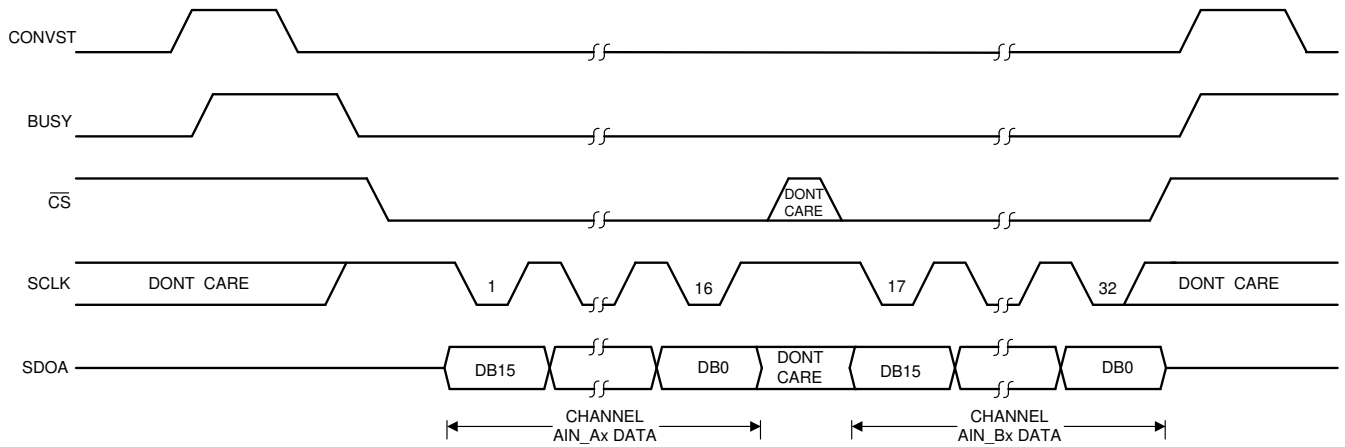 CONVST
BUSY
CS
DONT
CARE
SCLK
DONT CARE
1
16
17
32
DONT CARE
SDOA
DB15
DB0
DONT
CARE
DB15
DB0
CHANNEL
AIN_Ax DATA
CHANNEL
AIN_Bx DATA